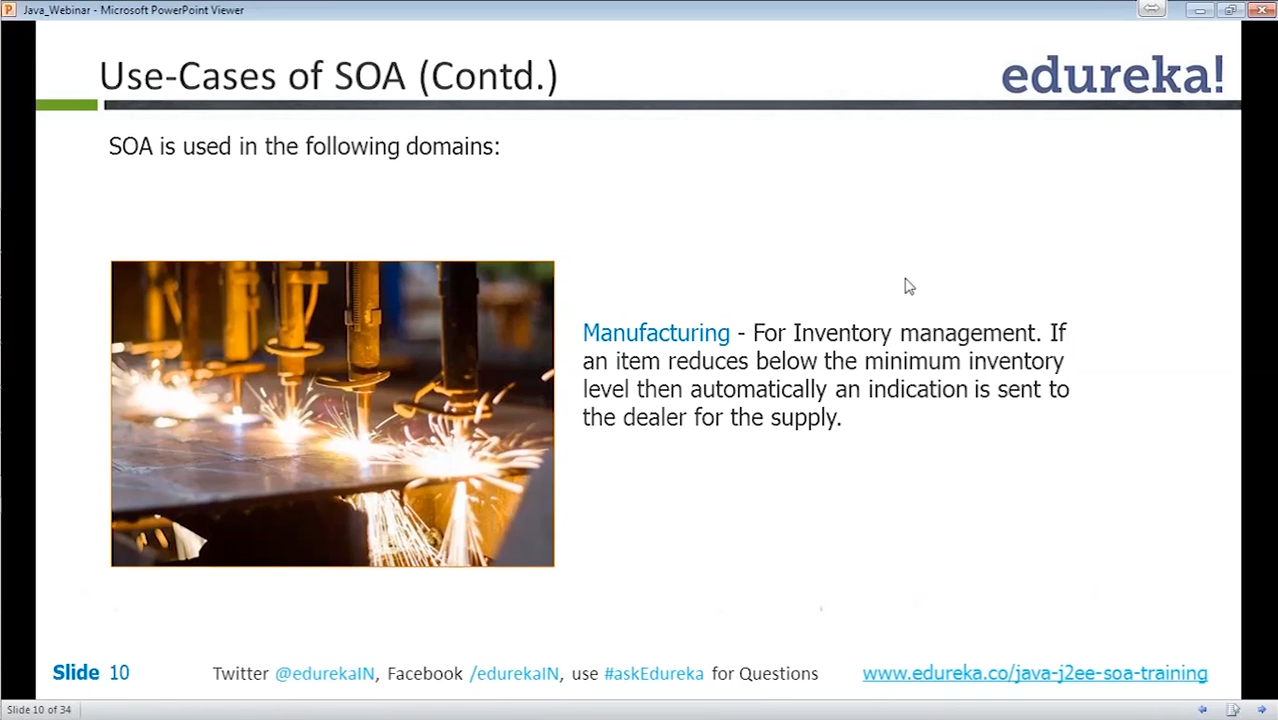 Java_Webinar - Microsoft PowerPoint Viewer
Use-Cases of SOA (Contd.)
edureka!
SOA is used in the following domains:
Manufacturing - For Inventory management. If
an item reduces below the minimum inventory
level then automatically an indication is sent to
the dealer for the supply.
Slide 10
Twitter @edurekaIN, Facebook /edurekaIN, use #askEdureka for Questions
www.edureka.co/java-j2ee-soa-training
Slide 10 of 34